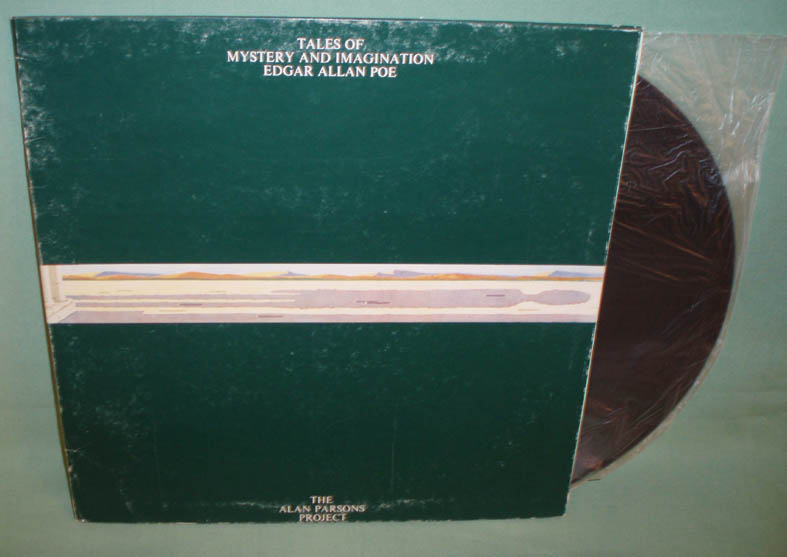 TALES OF
MYSTERY AND IMAGINATION
EDGAR ALLAN POE
THE
ALAN PARSONS
PROJECT